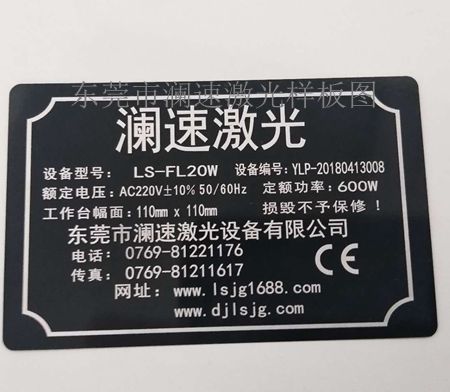 东莞市澜速激光样板图
澜速激光
设备型号: LS-FL20W 设备编号: YLP-20180413008
额定电压: AC220V±10% 50/60Hz 定额功率: 600W
工作台幅面: 110mm x 110mm 损毁不予保修!
东莞市澜速激光设备有限公司
电话: 0769-81221176
传真: 0769-81211617
CE
网址: www.lsjg1688.com
www.djlsjg.com